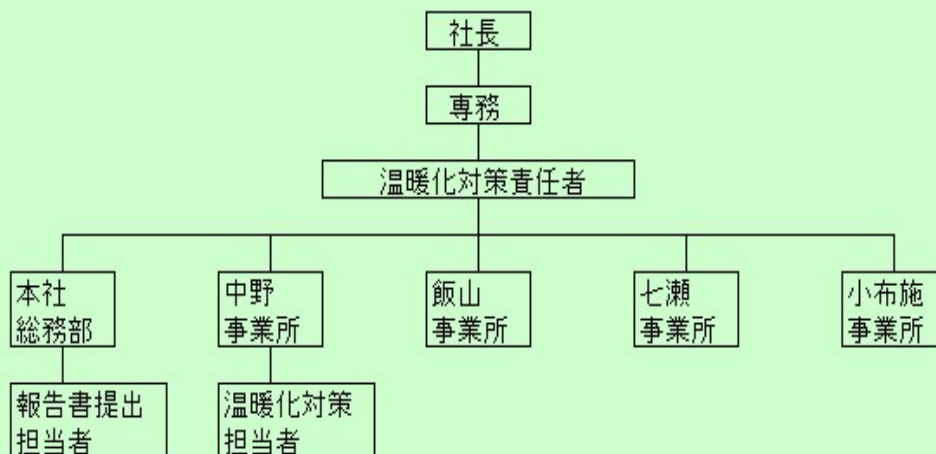 社長
専務
温暖化対策責任者
本社
総務部
中野
事業所
飯山
事業所
七瀬
事業所
小布施
事業所
報告書提出
担当者
温暖化対策
担当者